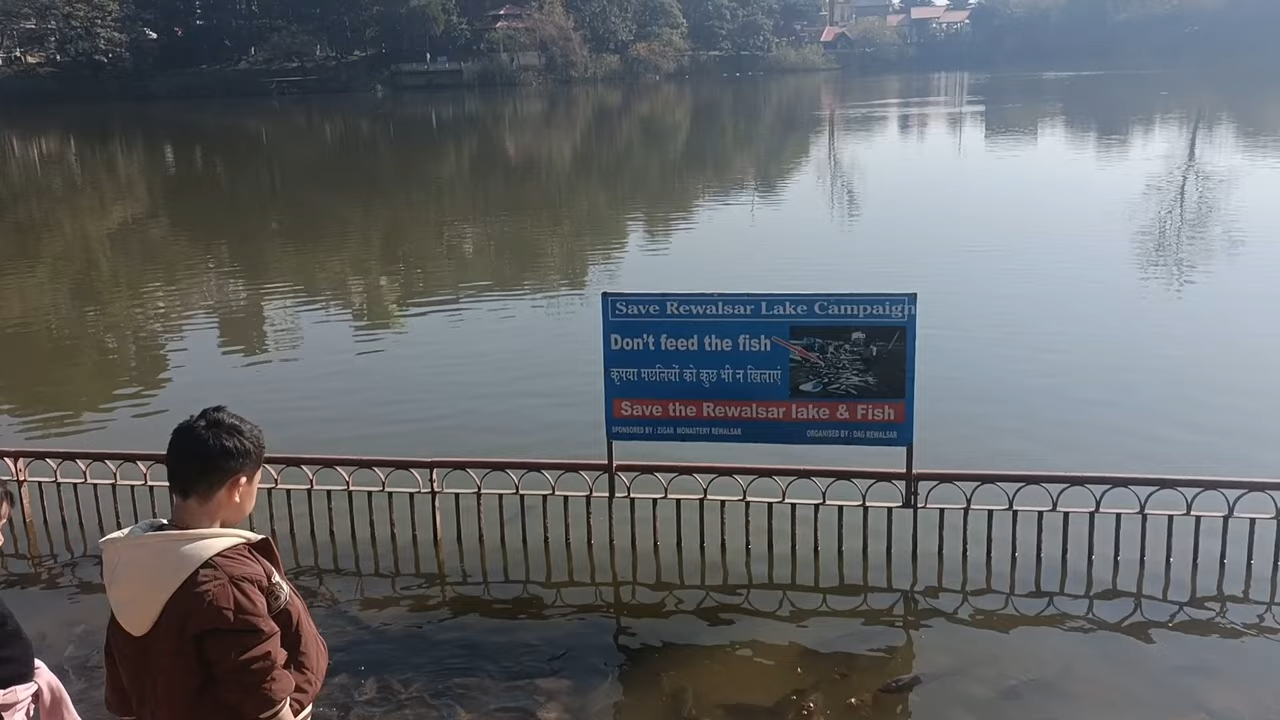 Save Rewalsar Lake Campaign
Don't feed the fish
कृपया मछलियों को कुछ भी न खिलाएं
Save the Rewalsar lake & Fish
SPONSORED BY : ZIGAR MONASTERY REWALSAR
ORGANISED BY : DAG REWALSAR